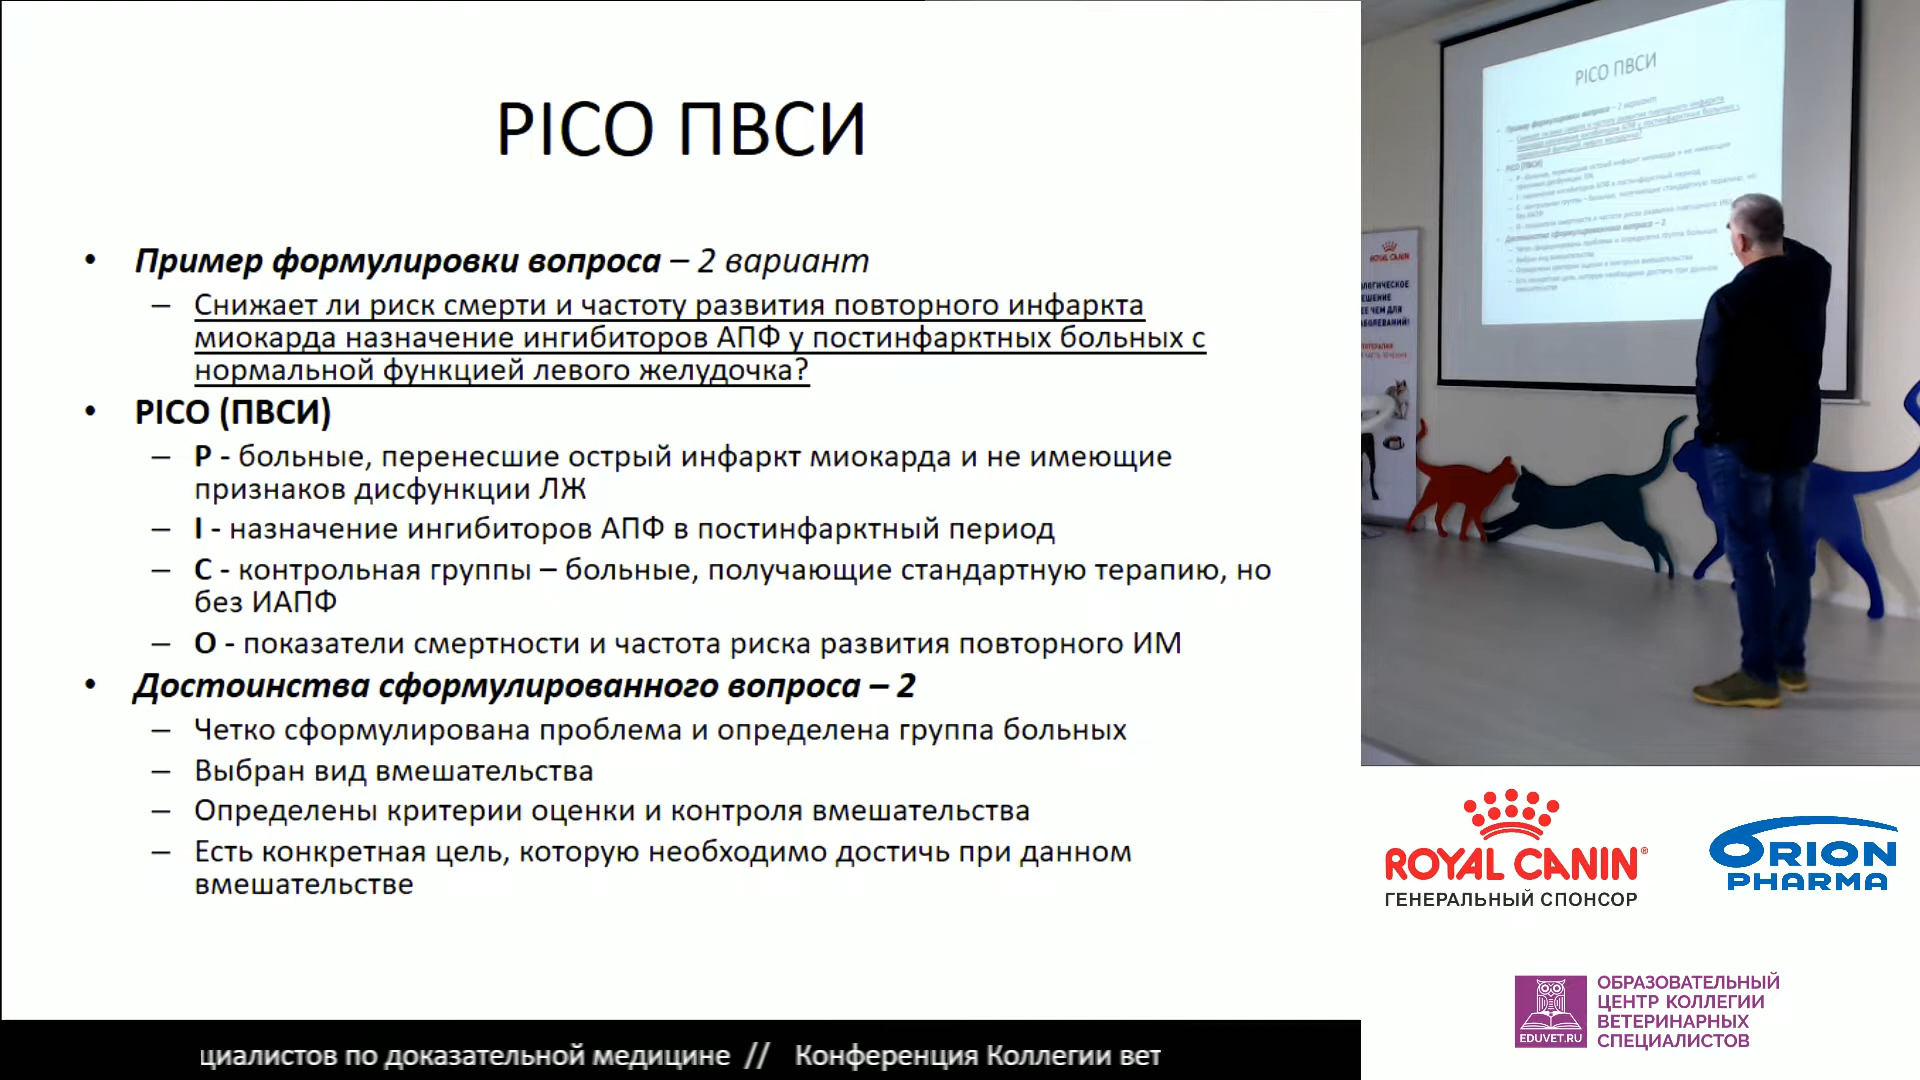 PICO ПВСИ
• Пример формулировки вопроса – 2 вариант
– Снижает ли риск смерти и частоту развития повторного инфаркта
миокарда назначение ингибиторов АПФ у постинфарктных больных с
нормальной функцией левого желудочка?
• PICO (ПВСИ)
– P - больные, перенесшие острый инфаркт миокарда и не имеющие
признаков дисфункции ЛЖ
– I - назначение ингибиторов АПФ в постинфарктный период
– C - контрольная группы – больные, получающие стандартную терапию, но
без ИАПФ
– O - показатели смертности и частота риска развития повторного ИМ
• Достоинства сформулированного вопроса – 2
– Четко сформулирована проблема и определена группа больных
– Выбран вид вмешательства
– Определены критерии оценки и контроля вмешательства
– Есть конкретная цель, которую необходимо достичь при данном
вмешательстве
циалистов по доказательной медицине // Конференция Коллегии вет
PICO ПВСИ
ROYAL CANIN
ROYAL CANIN®
ГЕНЕРАЛЬНЫЙ СПОНСОР
ORION
PHARMA
EDUVET.RU
ОБРАЗОВАТЕЛЬНЫЙ
ЦЕНТР КОЛЛЕГИИ
ВЕТЕРИНАРНЫХ
СПЕЦИАЛИСТОВ